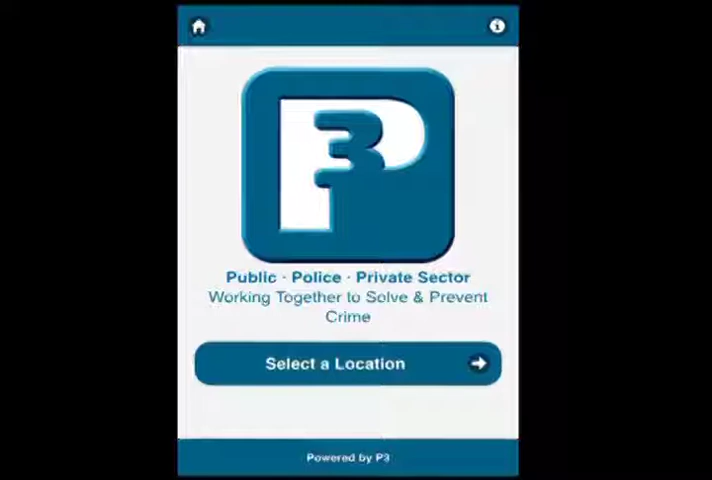 P3
Public · Police · Private Sector
Working Together to Solve & Prevent
Crime
Select a Location
Powered by P3